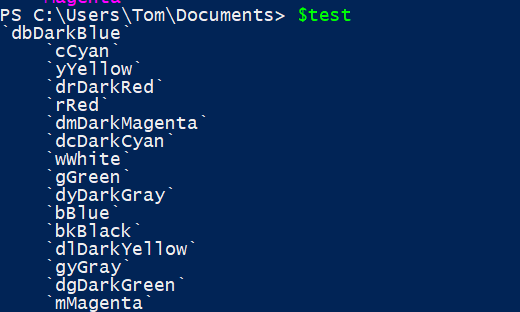 Magenta
PS C:\Users\Tom\Documents> $test
`dbDarkBlue`
`cCyan`
`yYellow`
`drDarkRed`
`rRed`
`dmDarkMagenta`
`dcDarkCyan`
`wWhite`
`gGreen`
`dyDarkGray`
`bBlue`
`bkBlack`
`dlDarkYellow`
`gyGray`
`dgDarkGreen`
`mMagenta`